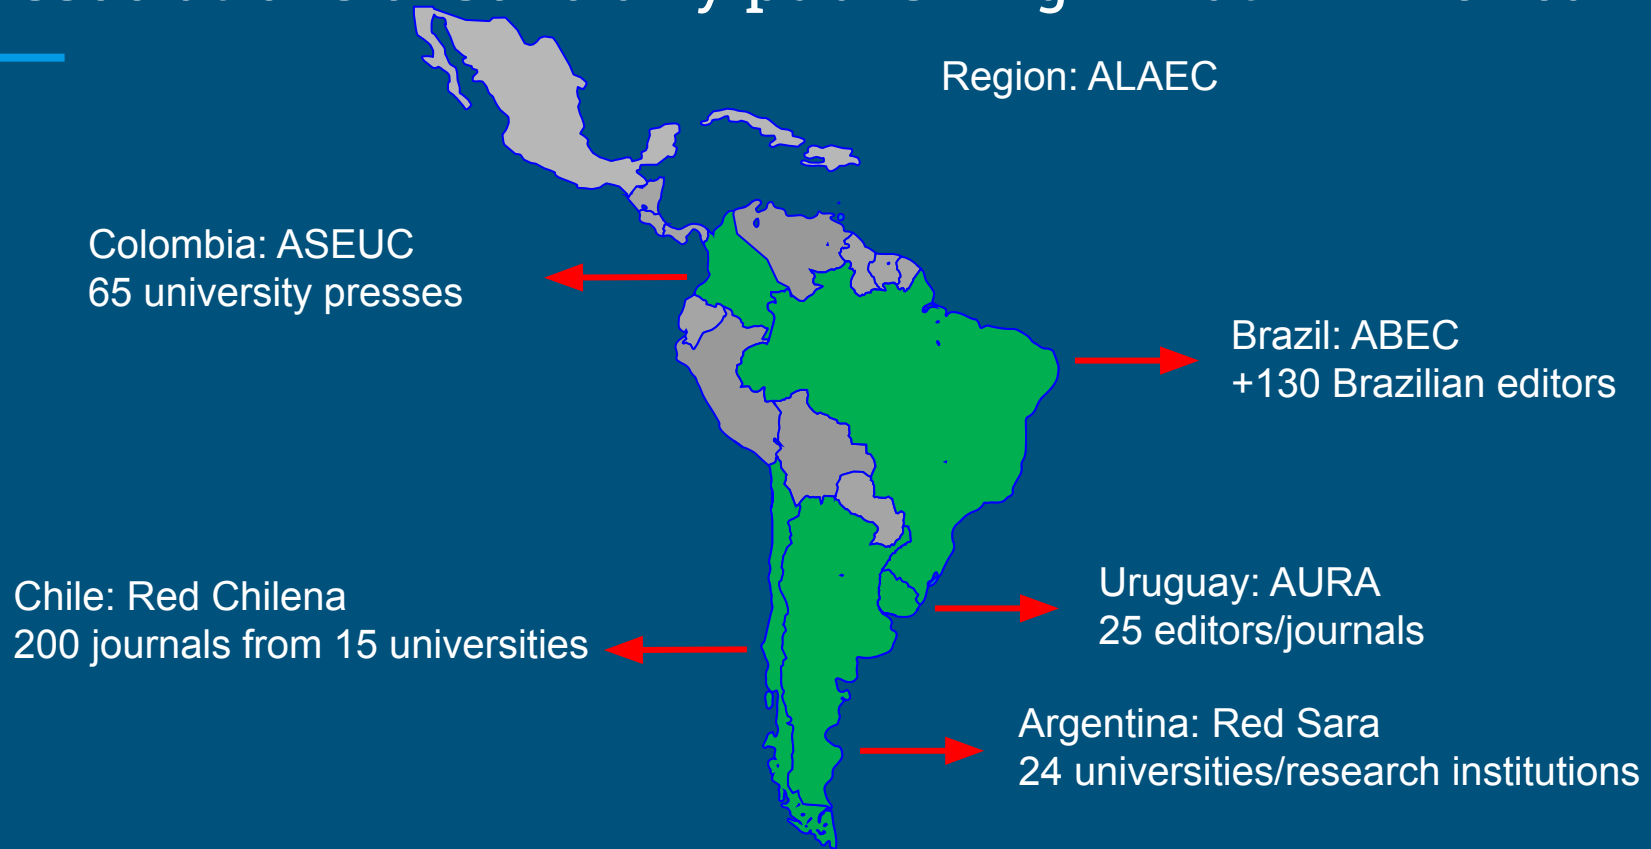 Region: ALAEC
Colombia: ASEUC
65 university presses
Brazil: ABEC
+130 Brazilian editors
Chile: Red Chilena
200 journals from 15 universities
Uruguay: AURA
25 editors/journals
Argentina: Red Sara
24 universities/research institutions